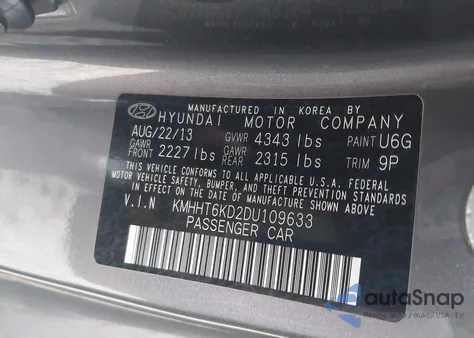 MANUFACTURED IN KOREA BY
HYUNDAI MOTOR COMPANY
AUG/22/13 GVWR 4343 lbs PAINT U6G
GAWR FRONT 2227 lbs GAWR REAR 2315 lbs TRIM 9P
THIS VEHICLE CONFORMS TO ALL APPLICABLE U.S.A. FEDERAL
MOTOR VEHICLE SAFETY, BUMPER, AND THEFT PREVENTION STANDARDS
IN EFFECT ON THE DATE OF MANUFACTURE SHOWN ABOVE.
V.I.N KMHHT6KD2DU109633
PASSENGER CAR
autoSnap